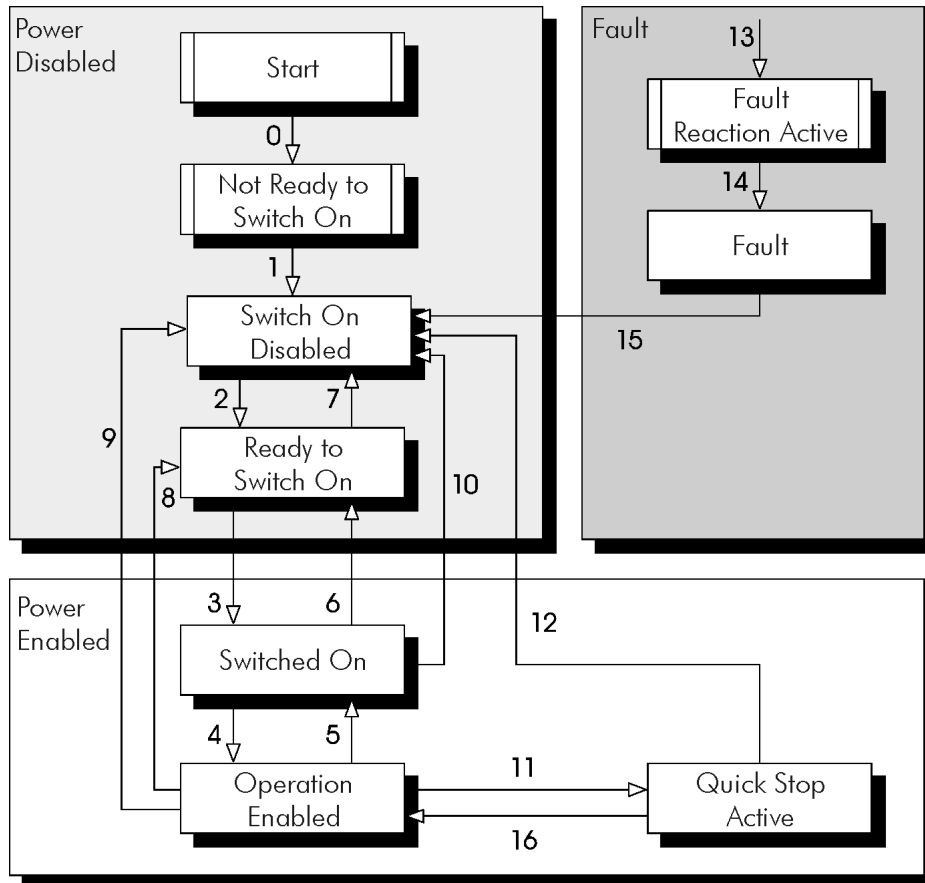 Power
Disabled
Start
0
Not Ready to
Switch On
1
Switch On
Disabled
2
7
9
Ready to
Switch On
8
10
Fault
13
Fault
Reaction Active
14
Fault
15
Power
Enabled
3
6
12
Switched On
4
5
Operation
Enabled
11
16
Quick Stop
Active